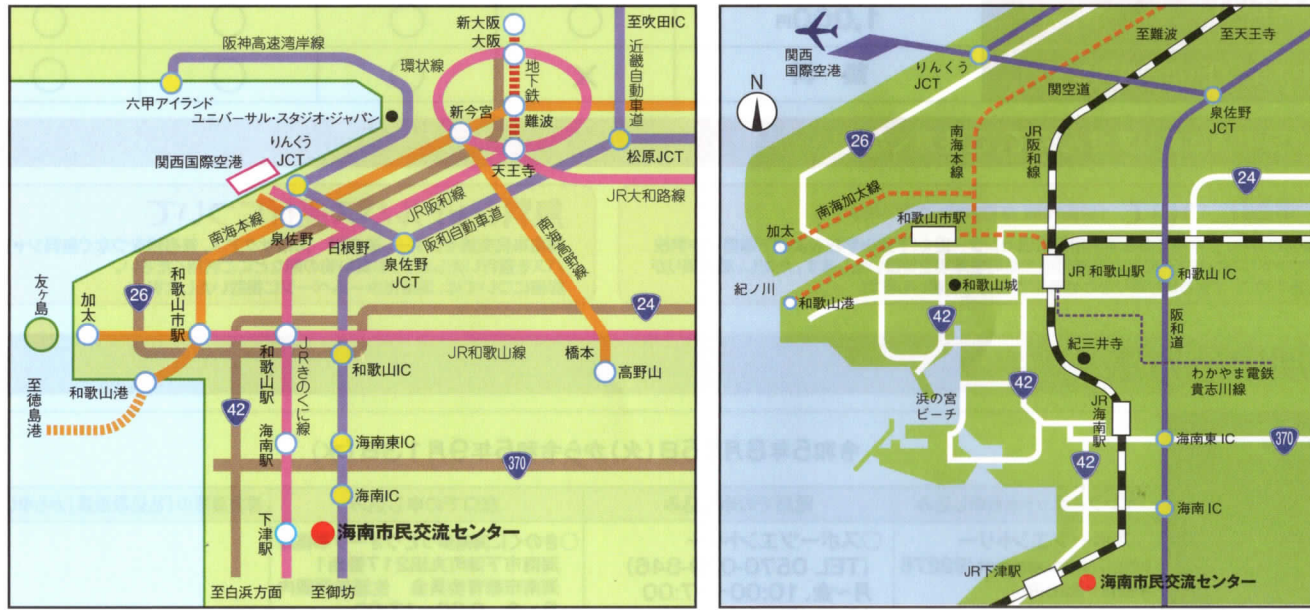 新大阪
至吹田IC
阪神高速湾岸線
大阪
近畿自動車道
環状線
地下鉄
六甲アイランド
ユニバーサル・スタジオ・ジャパン
新今宮
難波
りんくう
JCT
関西国際空港
松原JCT
天王寺
JR大和路線
JR阪和線
南海本線
阪和自動車道
南海高野線
泉佐野
日根野
泉佐野
JCT
友ヶ島
加太
26
和歌山市駅
24
JR和歌山線
橋本
和歌山駅
JRきのくに線
和歌山IC
高野山
和歌山港
至徳島港
42
海南駅
海南東IC
370
海南IC
下津駅
海南市民交流センター
至白浜方面
至御坊
関西
国際空港
りんくう
JCT
至難波
至天王寺
関空道
N
泉佐野
JCT
26
南海本線
JR阪和線
24
南海加太線
和歌山市駅
加太
JR和歌山駅
和歌山IC
紀ノ川
和歌山港
和歌山城
42
阪和道
紀三井寺
わかやま電鉄
貴志川線
42
浜の宮
ビーチ
JR海南駅
海南東IC
370
42
海南IC
JR下津駅
海南市民交流センター